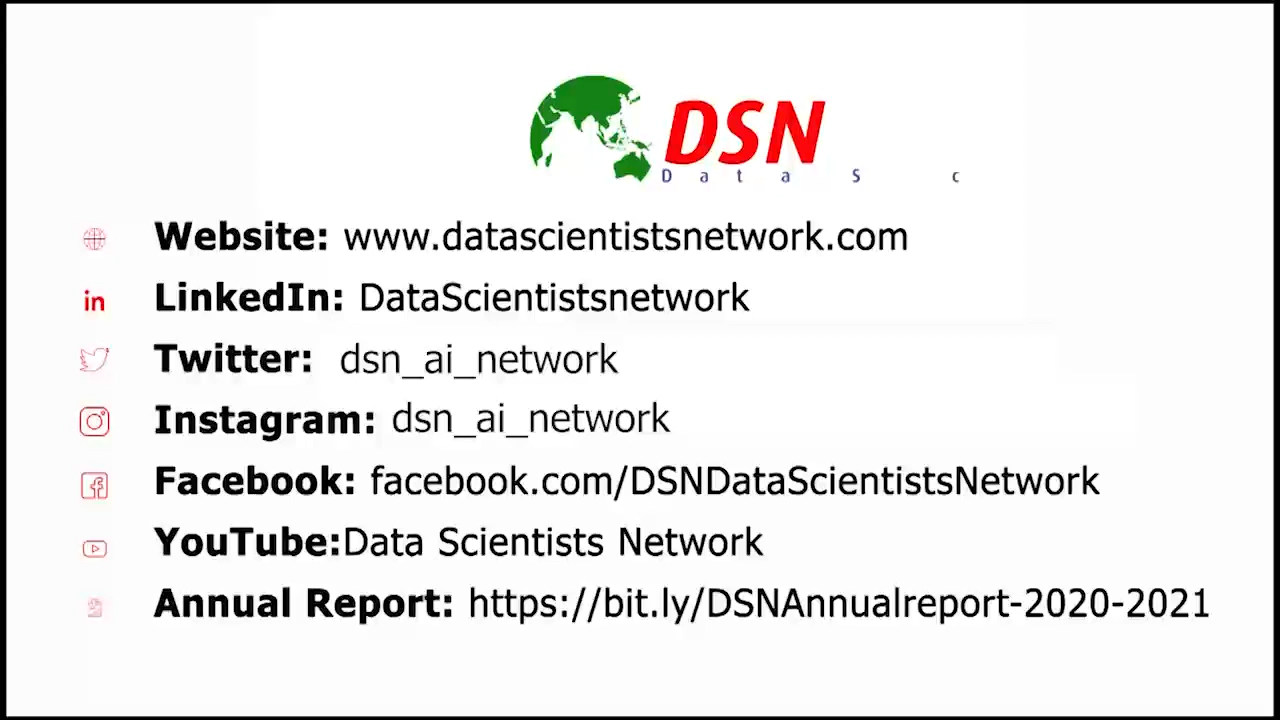 DSN
D a t a S c
Website: www.datascientistsnetwork.com
in LinkedIn: DataScientistsnetwork
Twitter: dsn_ai_network
Instagram: dsn_ai_network
Facebook: facebook.com/DSNDataScientistsNetwork
YouTube:Data Scientists Network
Annual Report: https://bit.ly/DSNAnnualreport-2020-2021